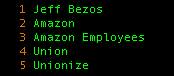 1 Jeff Bezos
2 Amazon
3 Amazon Employees
4 Union
5 Unionize